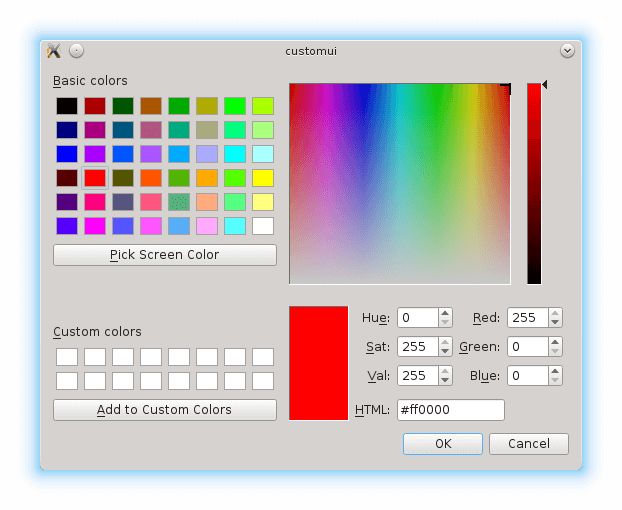 customui
Basic colors
Pick Screen Color
Custom colors
Add to Custom Colors
Hue: 0 Red: 255
Sat: 255 Green: 0
Val: 255 Blue: 0
HTML: #ff0000
OK Cancel